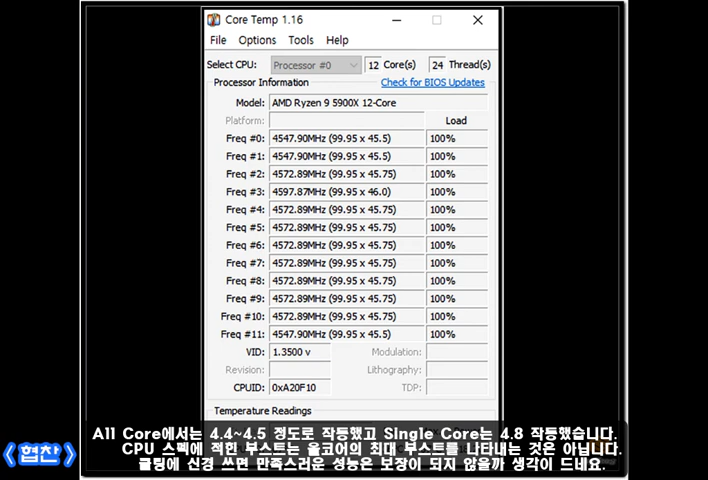 Core Temp 1.16
File Options Tools Help
Select CPU: Processor #0 12 Core(s) 24 Thread(s)
Processor Information Check for BIOS Updates
Model: AMD Ryzen 9 5900X 12-Core
Platform: Load
Freq #0: 4547.90MHz (99.95 x 45.5) 100%
Freq #1: 4547.90MHz (99.95 x 45.5) 100%
Freq #2: 4572.89MHz (99.95 x 45.75) 100%
Freq #3: 4597.87MHz (99.95 x 46.0) 100%
Freq #4: 4572.89MHz (99.95 x 45.75) 100%
Freq #5: 4572.89MHz (99.95 x 45.75) 100%
Freq #6: 4572.89MHz (99.95 x 45.75) 100%
Freq #7: 4572.89MHz (99.95 x 45.75) 100%
Freq #8: 4572.89MHz (99.95 x 45.75) 100%
Freq #9: 4572.89MHz (99.95 x 45.75) 100%
Freq #10: 4572.89MHz (99.95 x 45.75) 100%
Freq #11: 4547.90MHz (99.95 x 45.5) 100%
VID: 1.3500 v Modulation:
Revision: Lithography:
CPUID: 0xA20F10 TDP:
Temperature Readings
All Core에서는 4.4~4.5 정도로 작동했고 Single Core는 4.8 작동했습니다.
CPU 스펙에 적힌 부스트는 올코어의 최대 부스트를 나타내는 것은 아닙니다.
쿨링에 신경 쓰면 만족스러운 성능은 보장이 되지 않을까 생각이 드네요.
《협찬》